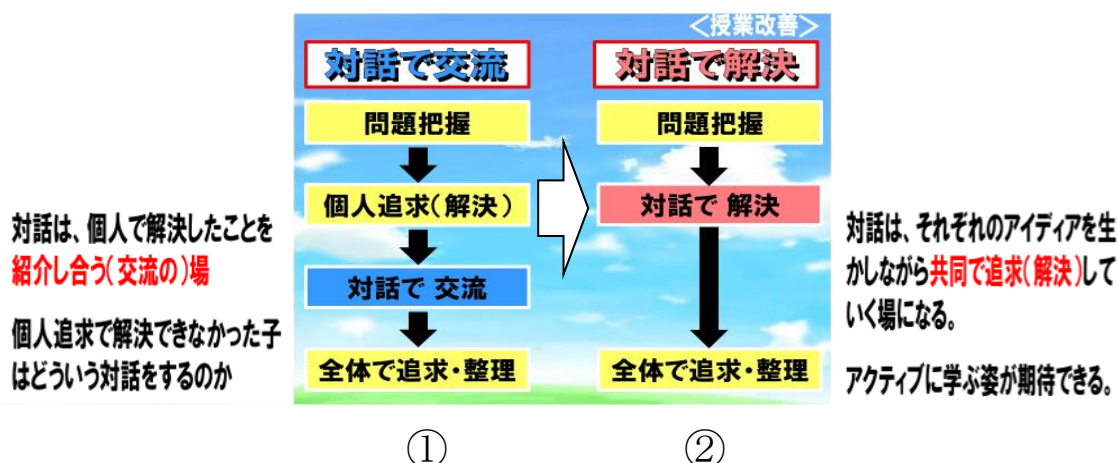 <授業改善>
対話で交流
問題把握
個人追求(解決)
対話で 交流
全体で追求・整理
対話で解決
問題把握
対話で 解決
全体で追求・整理
対話は、個人で解決したことを
紹介し合う(交流の)場
個人追求で解決できなかった子
はどういう対話をするのか
対話は、それぞれのアイディアを生
かしながら共同で追求(解決)して
いく場になる。
アクティブに学ぶ姿が期待できる。
①
②